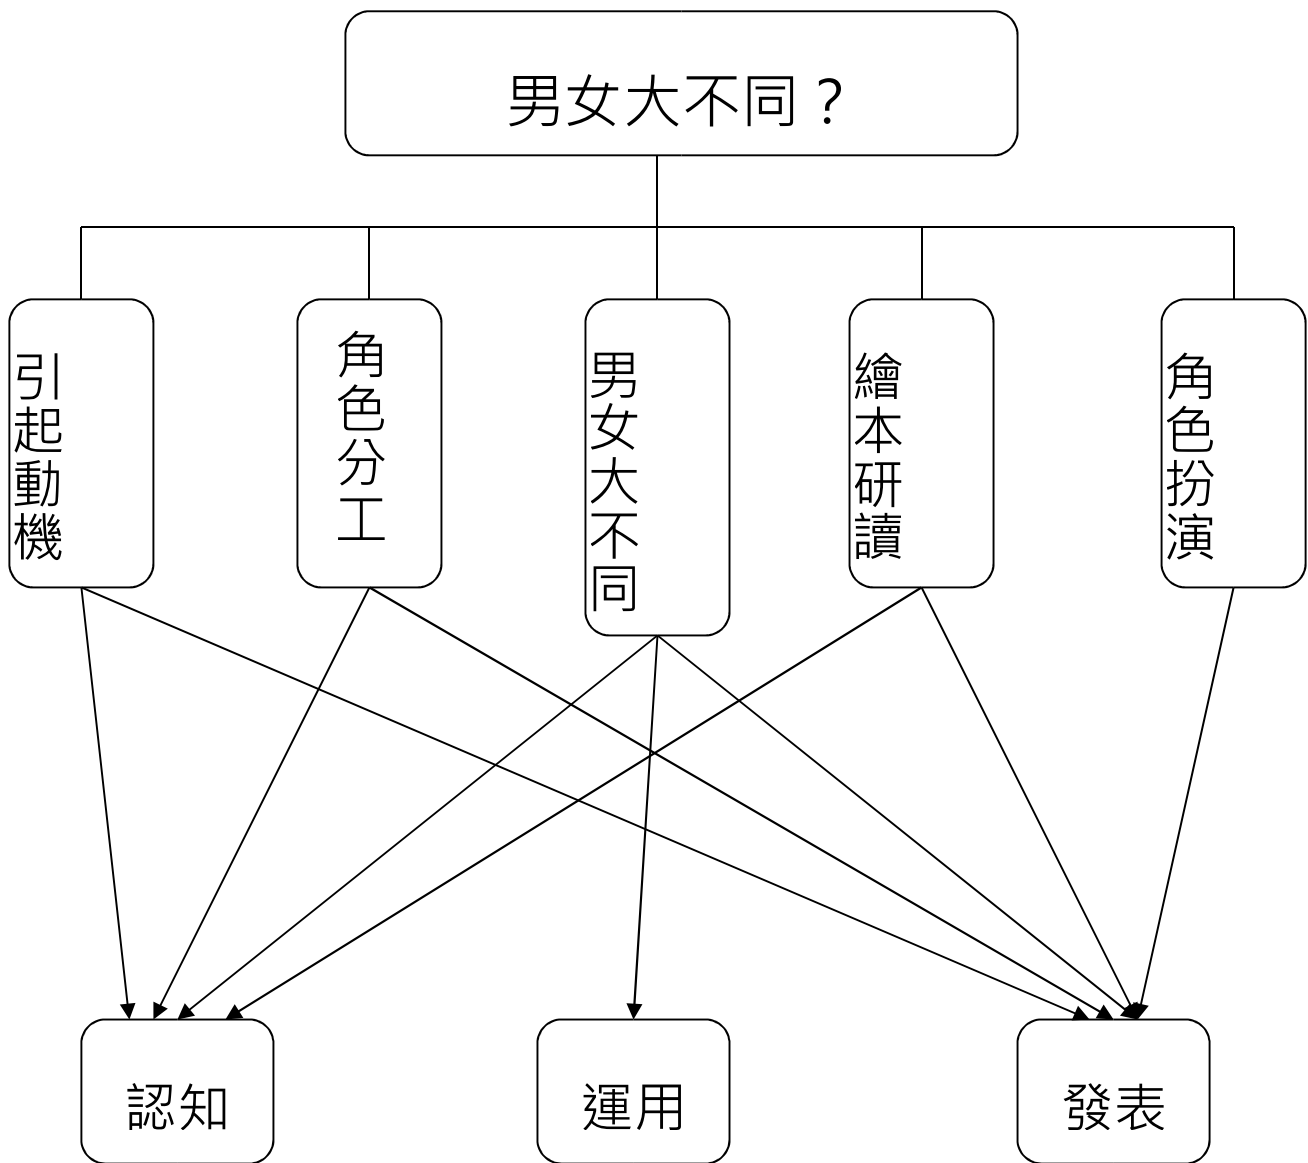 男女大不同？
引起動機
角色分工
男女大不同
繪本研讀
角色扮演
認知
運用
發表